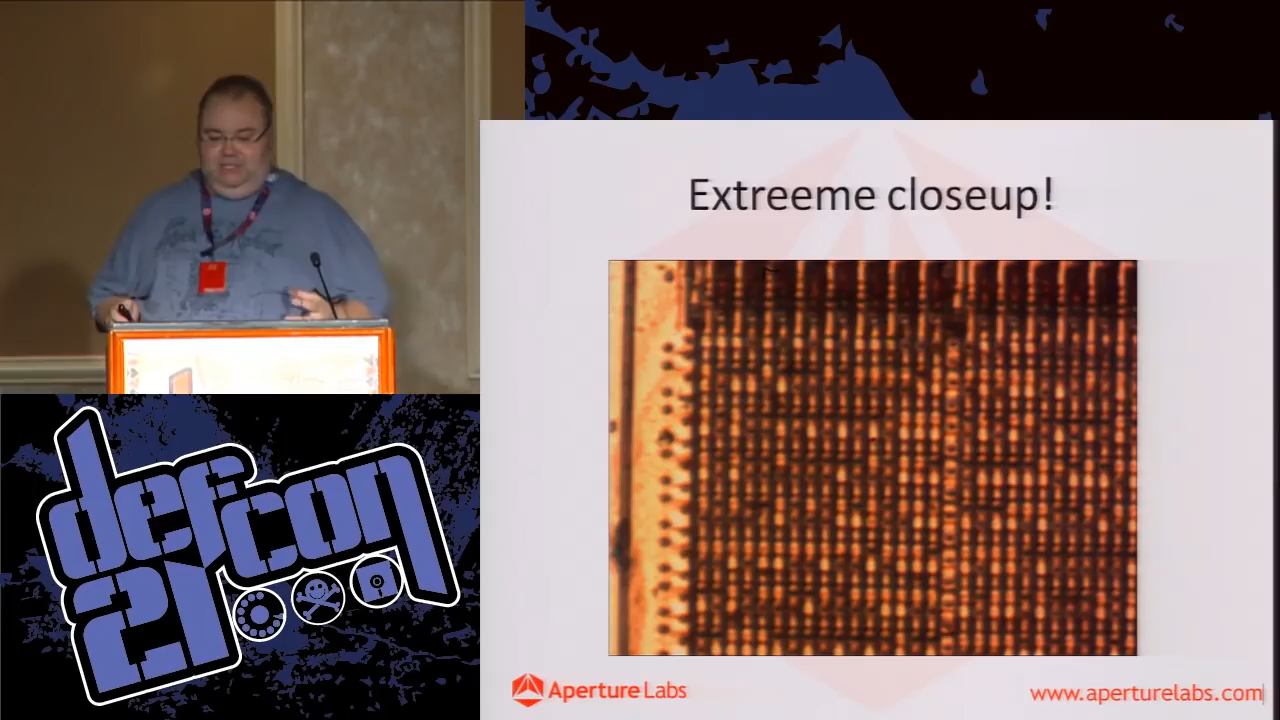 Extreeme closeup!
defcon
21
Aperture Labs
www.aperturelabs.com